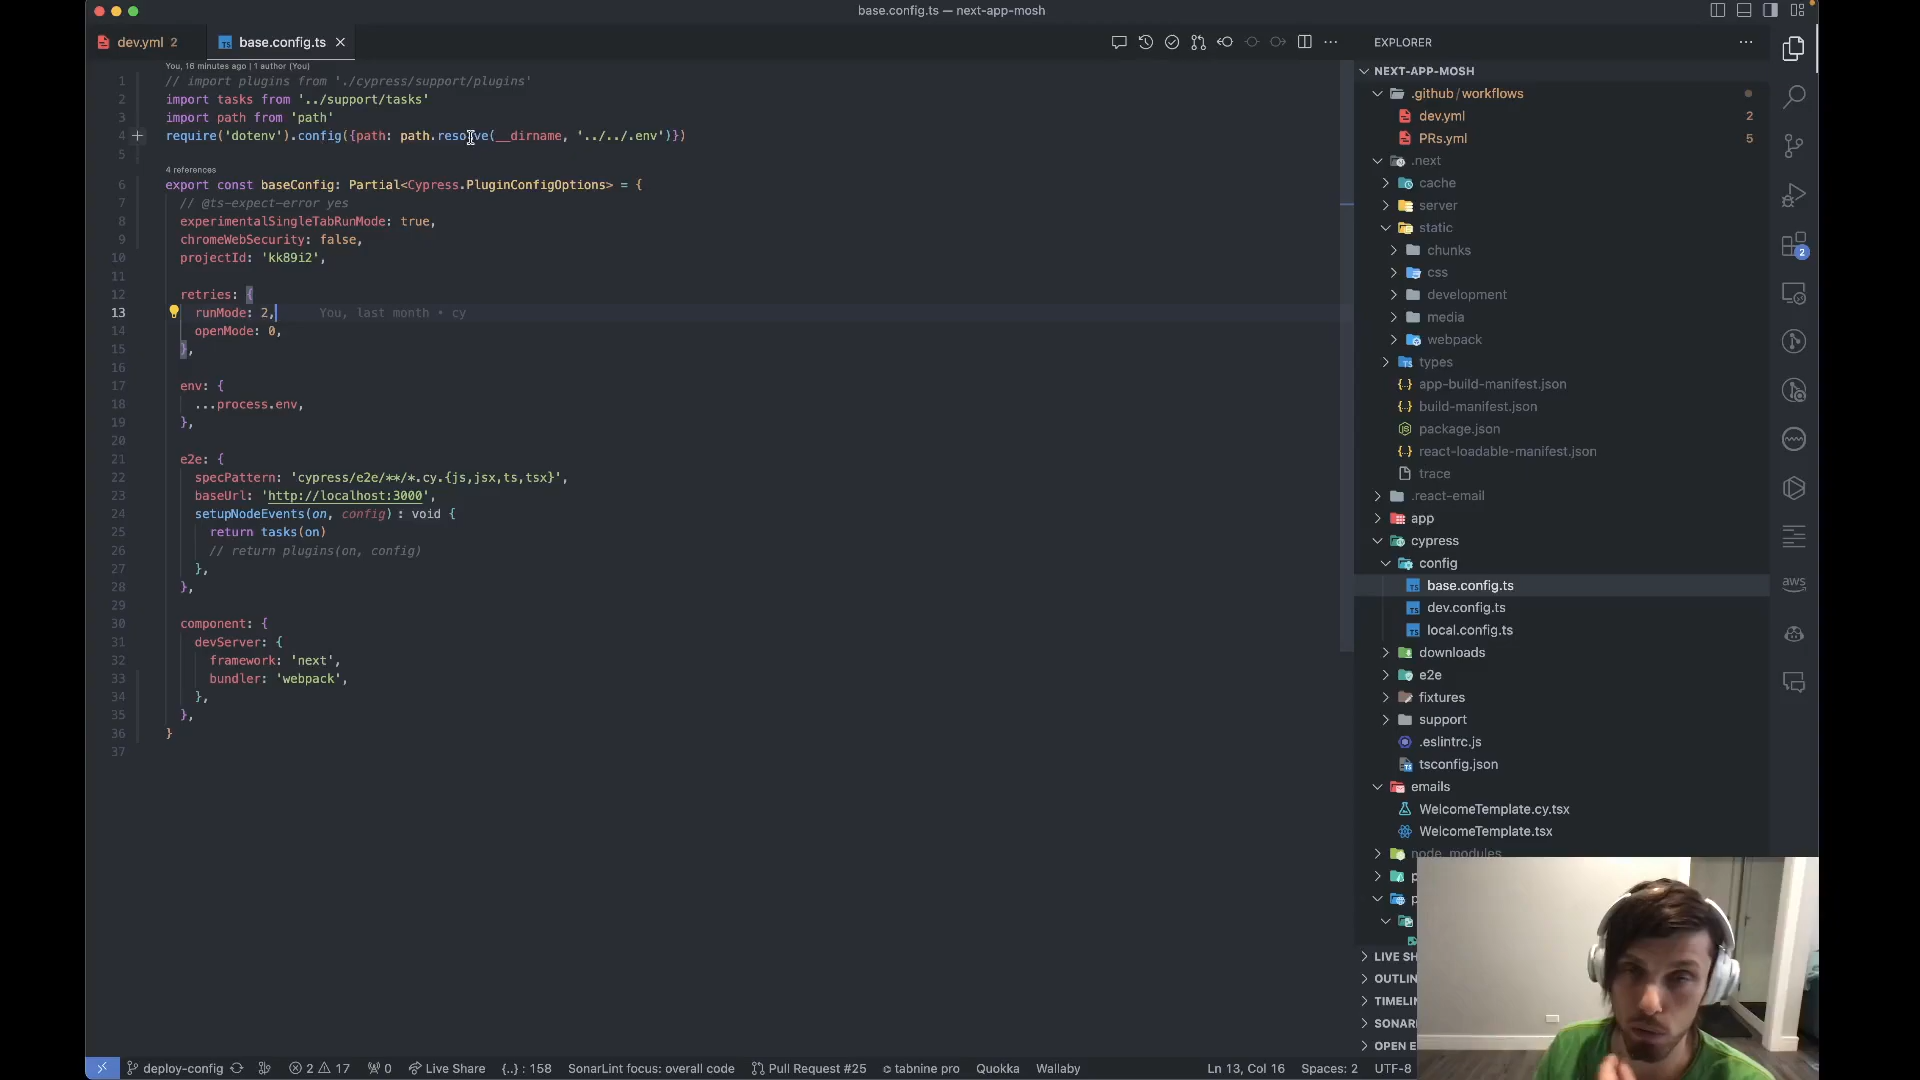 base.config.ts — next-app-mosh
dev.yml 2
base.config.ts
EXPLORER
You, 16 minutes ago | 1 author (You)
1 // import plugins from './cypress/support/plugins'
2 import tasks from '../support/tasks'
3 import path from 'path'
4 require('dotenv').config({path: path.resolve(__dirname, '../../.env')})
5
4 references
6 export const baseConfig: Partial<Cypress.PluginConfigOptions> = {
7 // @ts-expect-error yes
8 experimentalSingleTabRunMode: true,
9 chromeWebSecurity: false,
10 projectId: 'kk89i2',
11
12 retries: {
13 runMode: 2, You, last month • cy
14 openMode: 0,
15 },
16
17 env: {
18 ...process.env,
19 },
20
21 e2e: {
22 specPattern: 'cypress/e2e/**/*.cy.{js,jsx,ts,tsx}',
23 baseUrl: 'http://localhost:3000',
24 setupNodeEvents(on, config): void {
25 return tasks(on)
26 // return plugins(on, config)
27 },
28 },
29
30 component: {
31 devServer: {
32 framework: 'next',
33 bundler: 'webpack',
34 },
35 },
36 }
37
NEXT-APP-MOSH
.github/workflows
dev.yml 2
PRs.yml 5
.next
cache
server
static
chunks
css
development
media
webpack
types
app-build-manifest.json
build-manifest.json
package.json
react-loadable-manifest.json
trace
.react-email
app
cypress
config
base.config.ts
dev.config.ts
local.config.ts
downloads
e2e
fixtures
support
.eslintrc.js
tsconfig.json
emails
WelcomeTemplate.cy.tsx
WelcomeTemplate.tsx
node_modules
p
p
LIVE SH
OUTLIN
TIMELIN
SONAR
OPEN E
2
aws
deploy-config
2 17
0
Live Share
{..} : 158
SonarLint focus: overall code
Pull Request #25
tabnine pro
Quokka
Wallaby
Ln 13, Col 16
Spaces: 2
UTF-8